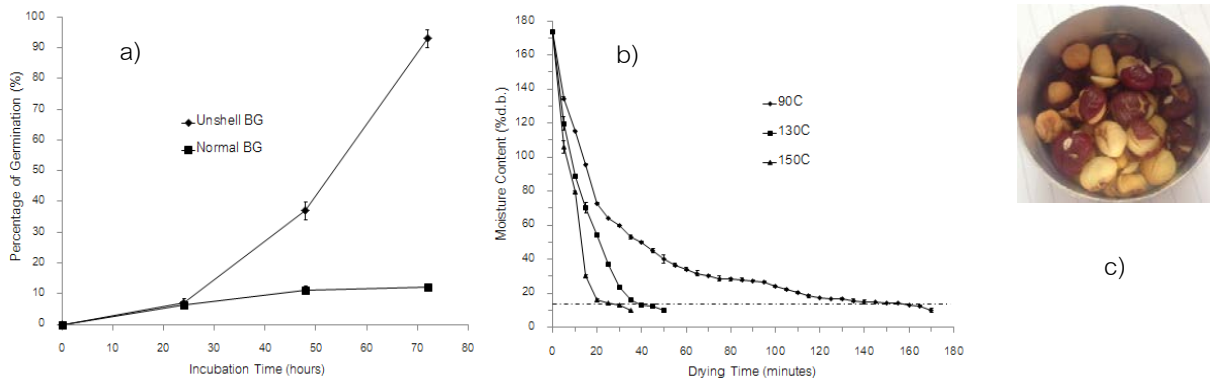 a)
Percentage of Germination (%)
100
90
80
70
60
50
40
30
20
10
0
Unshell BG
Normal BG
0 10 20 30 40 50 60 70 80
Incubation Time (hours)
b)
Moisture Content (%d.b.)
180
160
140
120
100
80
60
40
20
0
90C
130C
150C
0 20 40 60 80 100 120 140 160 180
Drying Time (minutes)
c)